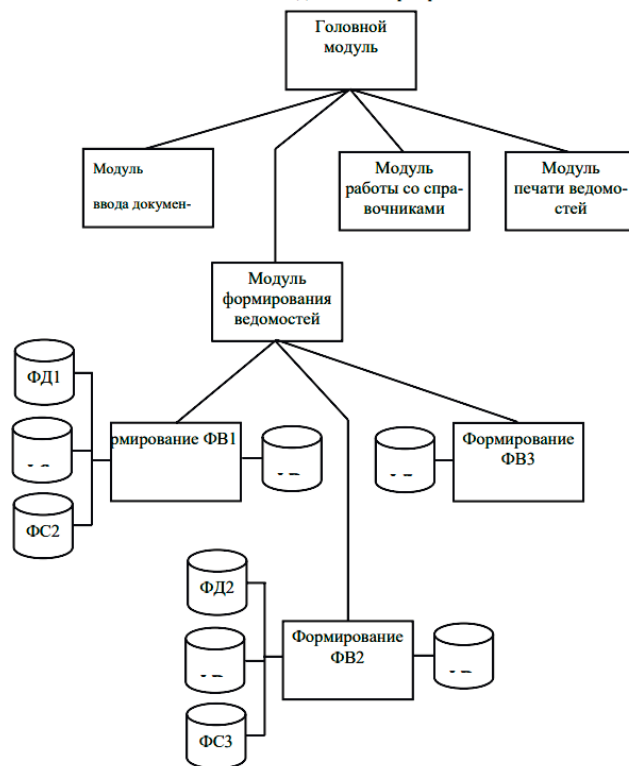 Головной
модуль
Модуль
ввода докумен-
Модуль
работы со спра-
вочниками
Модуль
печати ведомо-
стей
Модуль
формирования
ведомостей
ФД1
рмирование ФВ1
Формирование
ФВ3
ФС2
ФД2
Формирование
ФВ2
ФС3